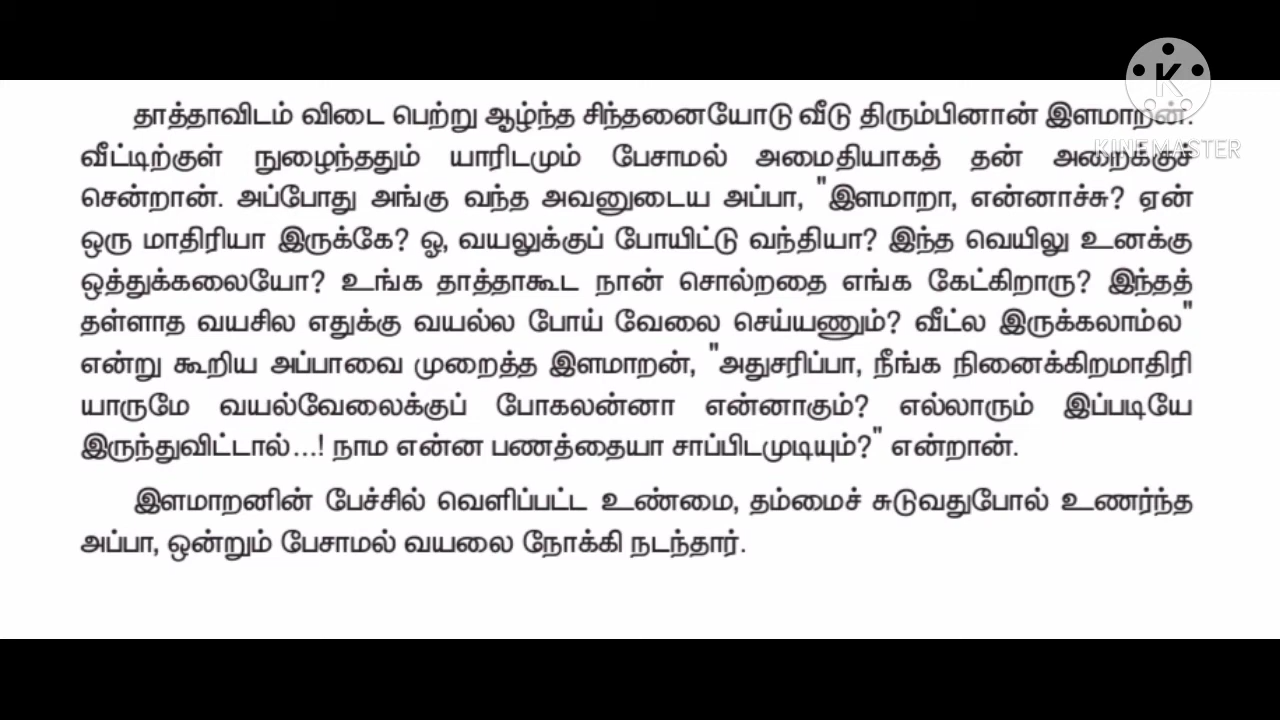 தாத்தாவிடம் விடை பெற்று ஆழ்ந்த சிந்தனையோடு வீடு திரும்பினான் இளமாறன்.
வீட்டிற்குள் நுழைந்ததும் யாரிடமும் பேசாமல் அமைதியாகத் தன் அறைக்குச்
சென்றான். அப்போது அங்கு வந்த அவனுடைய அப்பா, "இளமாறா, என்னாச்சு? ஏன்
ஒரு மாதிரியா இருக்கே? ஓ, வயலுக்குப் போயிட்டு வந்தியா? இந்த வெயிலு உனக்கு
ஒத்துக்கலையோ? உங்க தாத்தாகூட நான் சொல்றதை எங்க கேட்கிறாரு? இந்தத்
தள்ளாத வயசில எதுக்கு வயல்ல போய் வேலை செய்யணும்? வீட்ல இருக்கலாம்ல"
என்று கூறிய அப்பாவை முறைத்த இளமாறன், "அதுசரிப்பா, நீங்க நினைக்கிறமாதிரி
யாருமே வயல்வேலைக்குப் போகலன்னா என்னாகும்? எல்லாரும் இப்படியே
இருந்துவிட்டால்...! நாம என்ன பணத்தையா சாப்பிடமுடியும்?" என்றான்.
இளமாறனின் பேச்சில் வெளிப்பட்ட உண்மை, தம்மைச் சுடுவதுபோல் உணர்ந்த
அப்பா, ஒன்றும் பேசாமல் வயலை நோக்கி நடந்தார்.
K
KINEMASTER